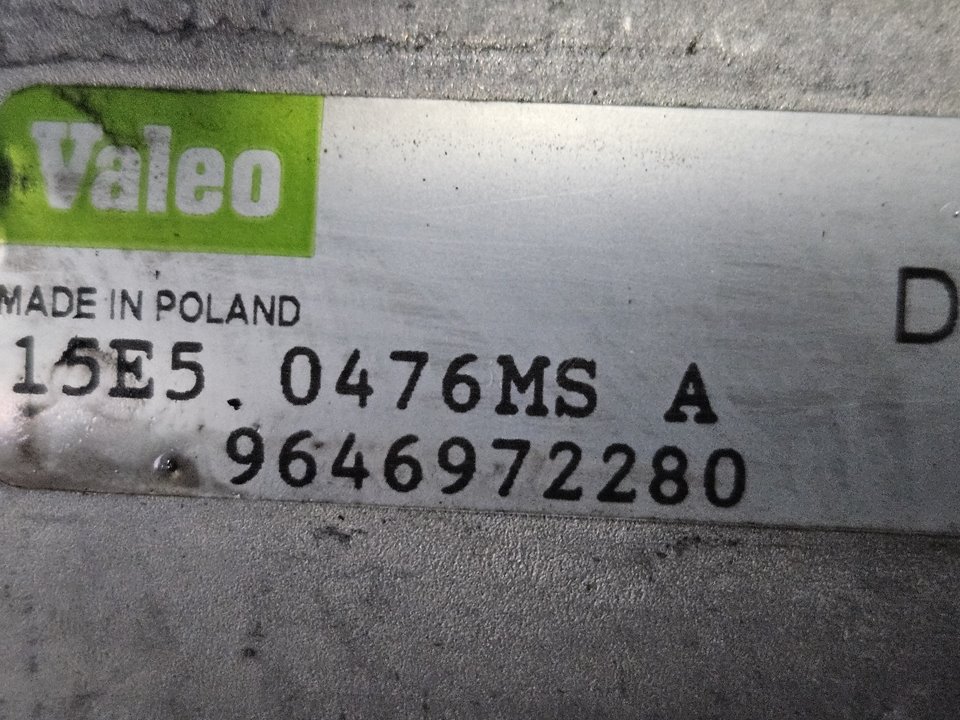 Valeo
MADE IN POLAND
D
15E5.0476MS A
9646972280